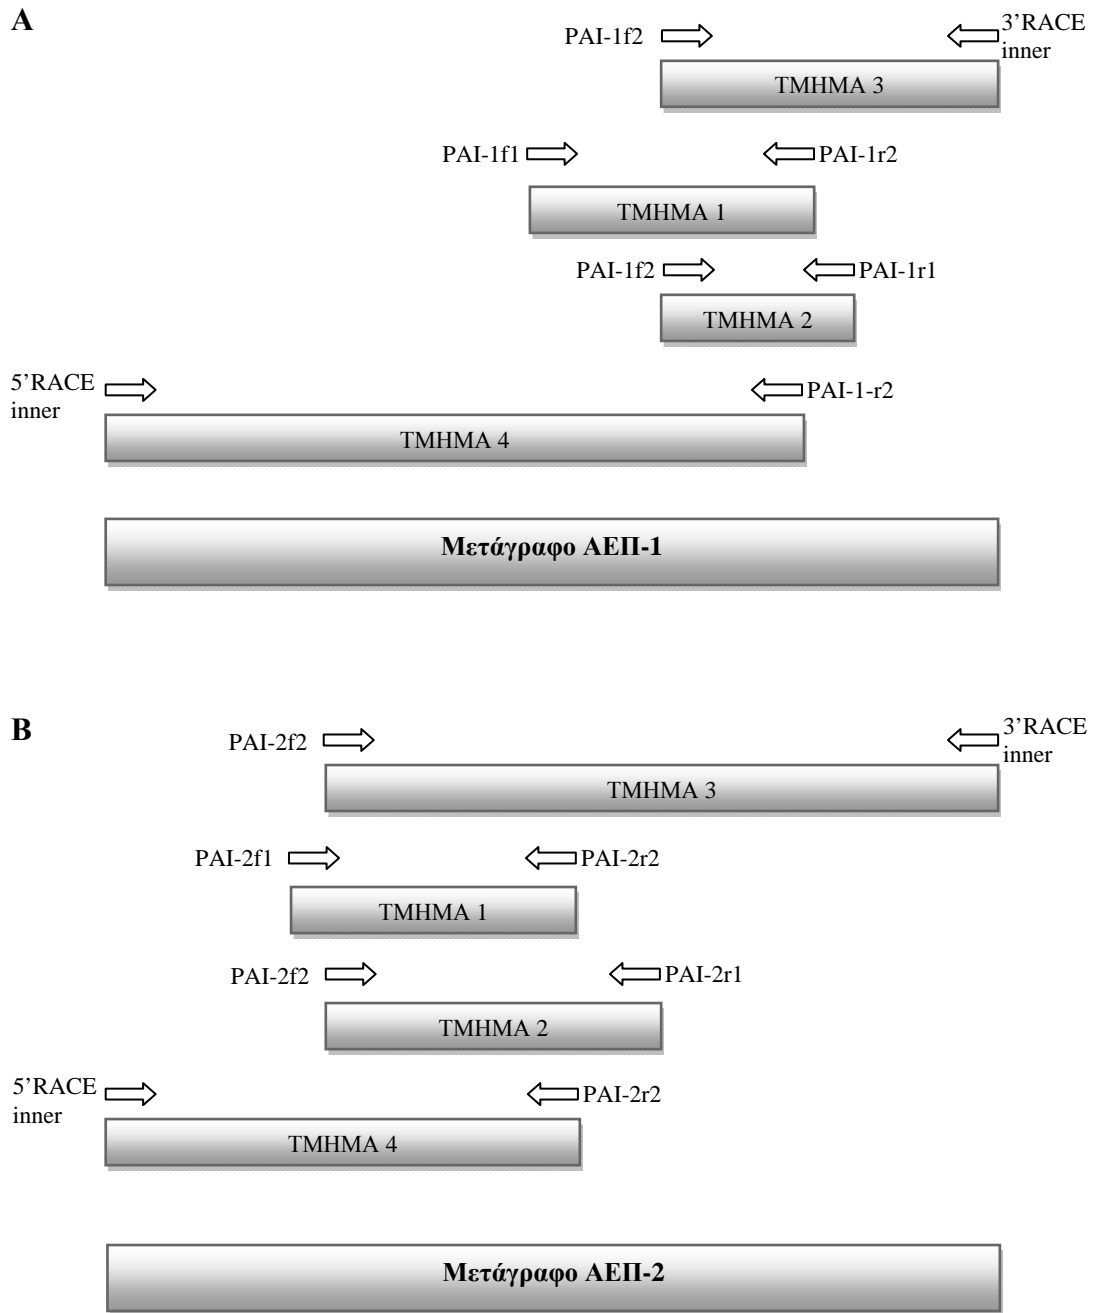 A
PAI-1f2
3’RACE
inner
ΤΜΗΜΑ 3
PAI-1f1
PAI-1r2
ΤΜΗΜΑ 1
PAI-1f2
PAI-1r1
ΤΜΗΜΑ 2
5’RACE
inner
PAI-1-r2
ΤΜΗΜΑ 4
Μετάγραφο ΑΕΠ-1
B
PAI-2f2
3’RACE
inner
ΤΜΗΜΑ 3
PAI-2f1
PAI-2r2
ΤΜΗΜΑ 1
PAI-2f2
PAI-2r1
ΤΜΗΜΑ 2
5’RACE
inner
PAI-2r2
ΤΜΗΜΑ 4
Μετάγραφο ΑΕΠ-2